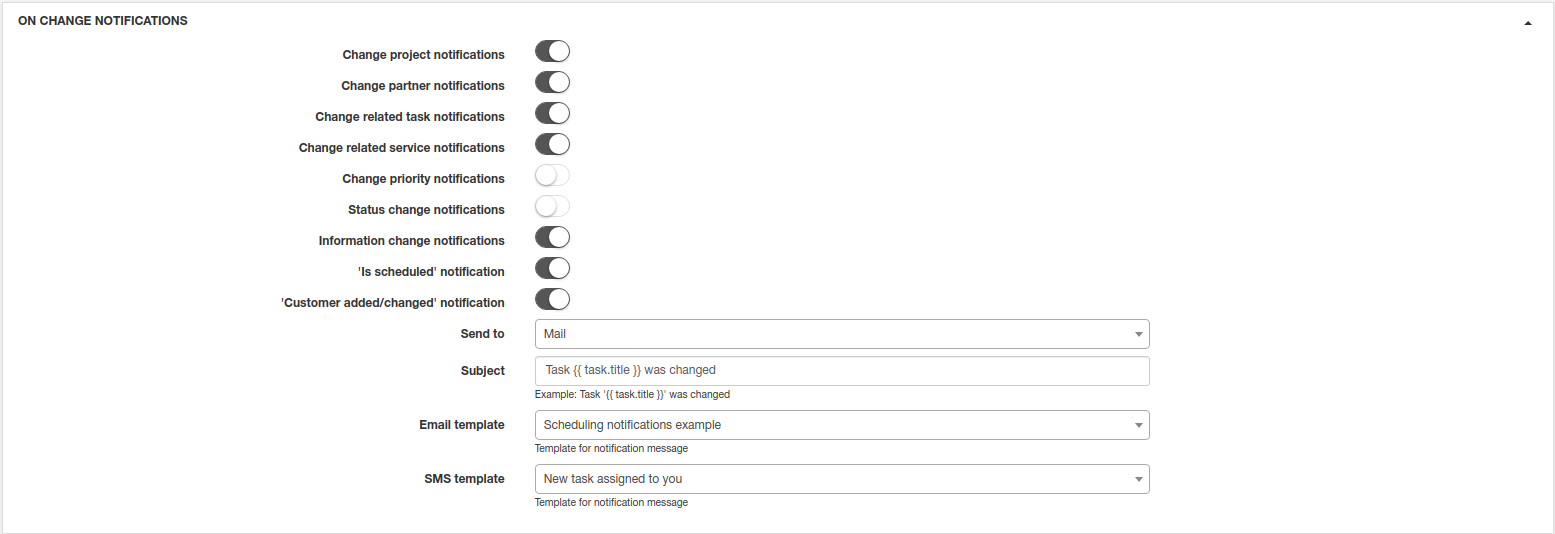 ON CHANGE NOTIFICATIONS
Change project notifications
Change partner notifications
Change related task notifications
Change related service notifications
Change priority notifications
Status change notifications
Information change notifications
'Is scheduled' notification
'Customer added/changed' notification
Send to Mail
Subject Task {{ task.title }} was changed
Example: Task '{{ task.title }}' was changed
Email template Scheduling notifications example
Template for notification message
SMS template New task assigned to you
Template for notification message